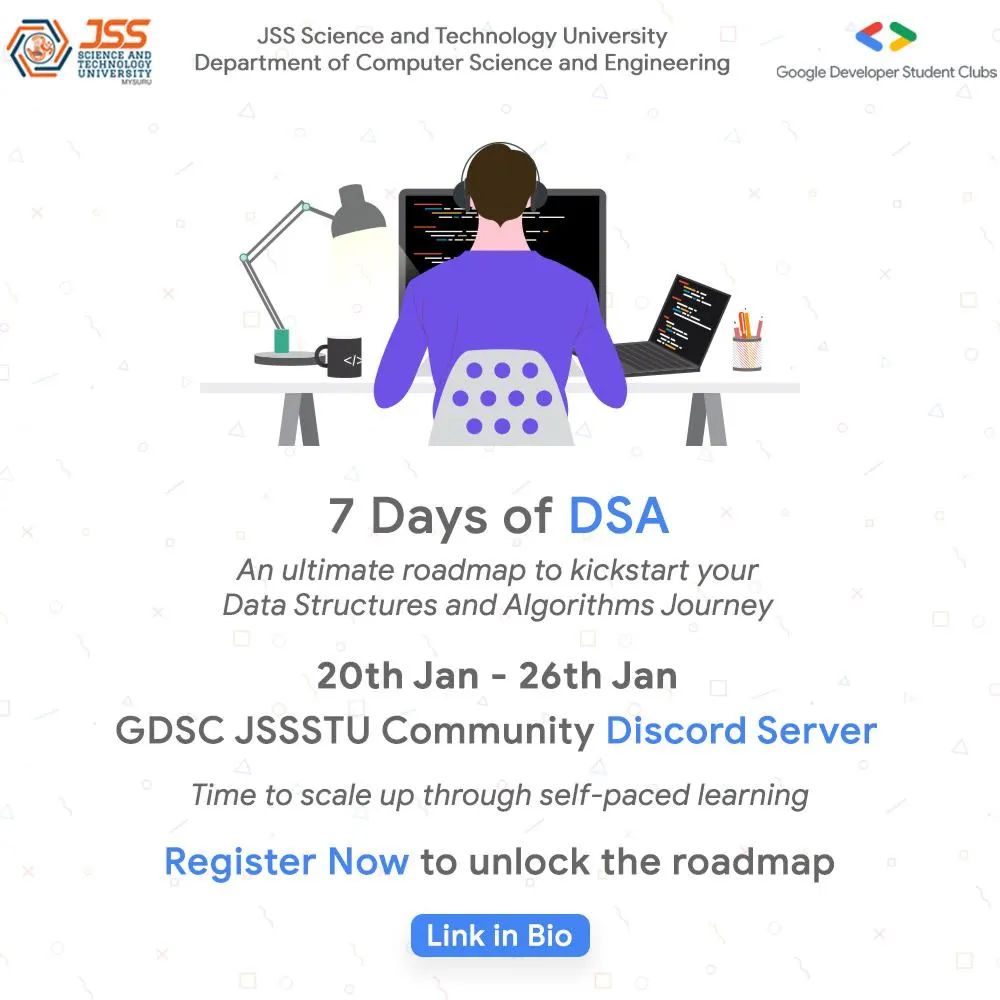 JSS
SCIENCE AND
TECHNOLOGY
UNIVERSITY
MYSURU
JSS Science and Technology University
Department of Computer Science and Engineering
Google Developer Student Clubs
</>
7 Days of DSA
An ultimate roadmap to kickstart your
Data Structures and Algorithms Journey
20th Jan - 26th Jan
GDSC JSSSTU Community Discord Server
Time to scale up through self-paced learning
Register Now to unlock the roadmap
Link in Bio